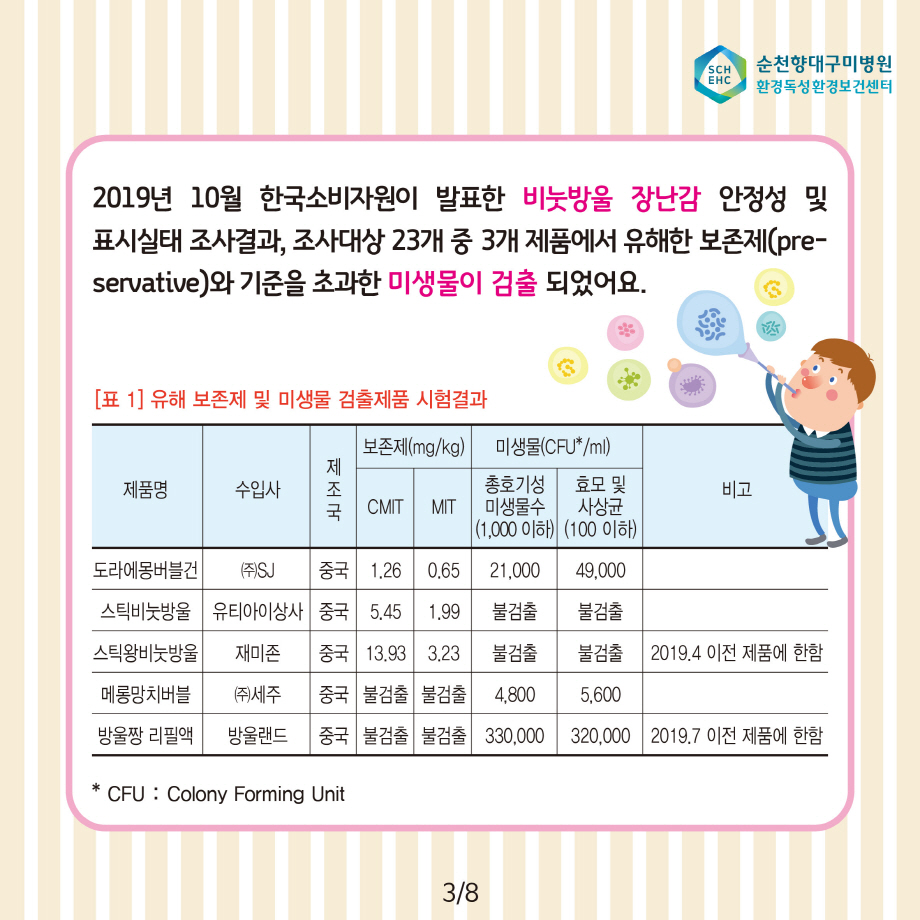 SCH
EHC
순천향대구미병원
환경독성환경보건센터
2019년 10월 한국소비자원이 발표한 비눗방울 장난감 안정성 및
표시실태 조사결과, 조사대상 23개 중 3개 제품에서 유해한 보존제(pre-
servative)와 기준을 초과한 미생물이 검출 되었어요.
[표 1] 유해 보존제 및 미생물 검출제품 시험결과
제품명 수입사 제조국 보존제(mg/kg) 미생물(CFU*/ml) 비고
CMIT MIT 총호기성 미생물수 (1,000 이하) 효모 및 사상균 (100 이하)
도라에몽버블건 ㈜SJ 중국 1.26 0.65 21,000 49,000
스틱비눗방울 유티아이상사 중국 5.45 1.99 불검출 불검출
스틱왕비눗방울 재미존 중국 13.93 3.23 불검출 불검출 2019.4 이전 제품에 한함
메롱망치버블 ㈜세주 중국 불검출 불검출 4,800 5,600
방울짱 리필액 방울랜드 중국 불검출 불검출 330,000 320,000 2019.7 이전 제품에 한함
* CFU : Colony Forming Unit
3/8